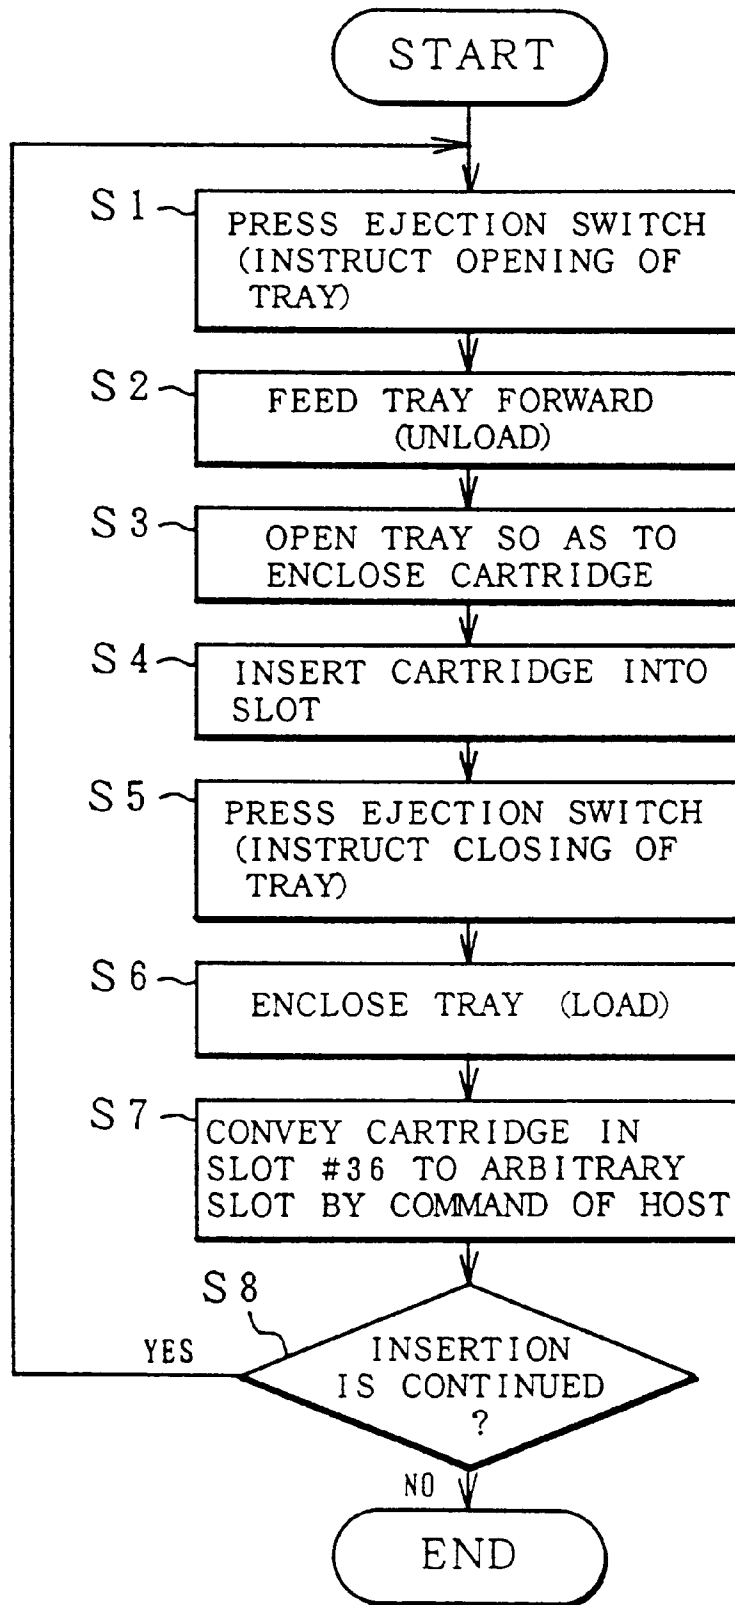 START
S1
PRESS EJECTION SWITCH
(INSTRUCT OPENING OF
TRAY)
S2
FEED TRAY FORWARD
(UNLOAD)
S3
OPEN TRAY SO AS TO
ENCLOSE CARTRIDGE
S4
INSERT CARTRIDGE INTO
SLOT
S5
PRESS EJECTION SWITCH
(INSTRUCT CLOSING OF
TRAY)
S6
ENCLOSE TRAY (LOAD)
S7
CONVEY CARTRIDGE IN
SLOT #36 TO ARBITRARY
SLOT BY COMMAND OF HOST
S8
YES
INSERTION
IS CONTINUED
?
NO
END